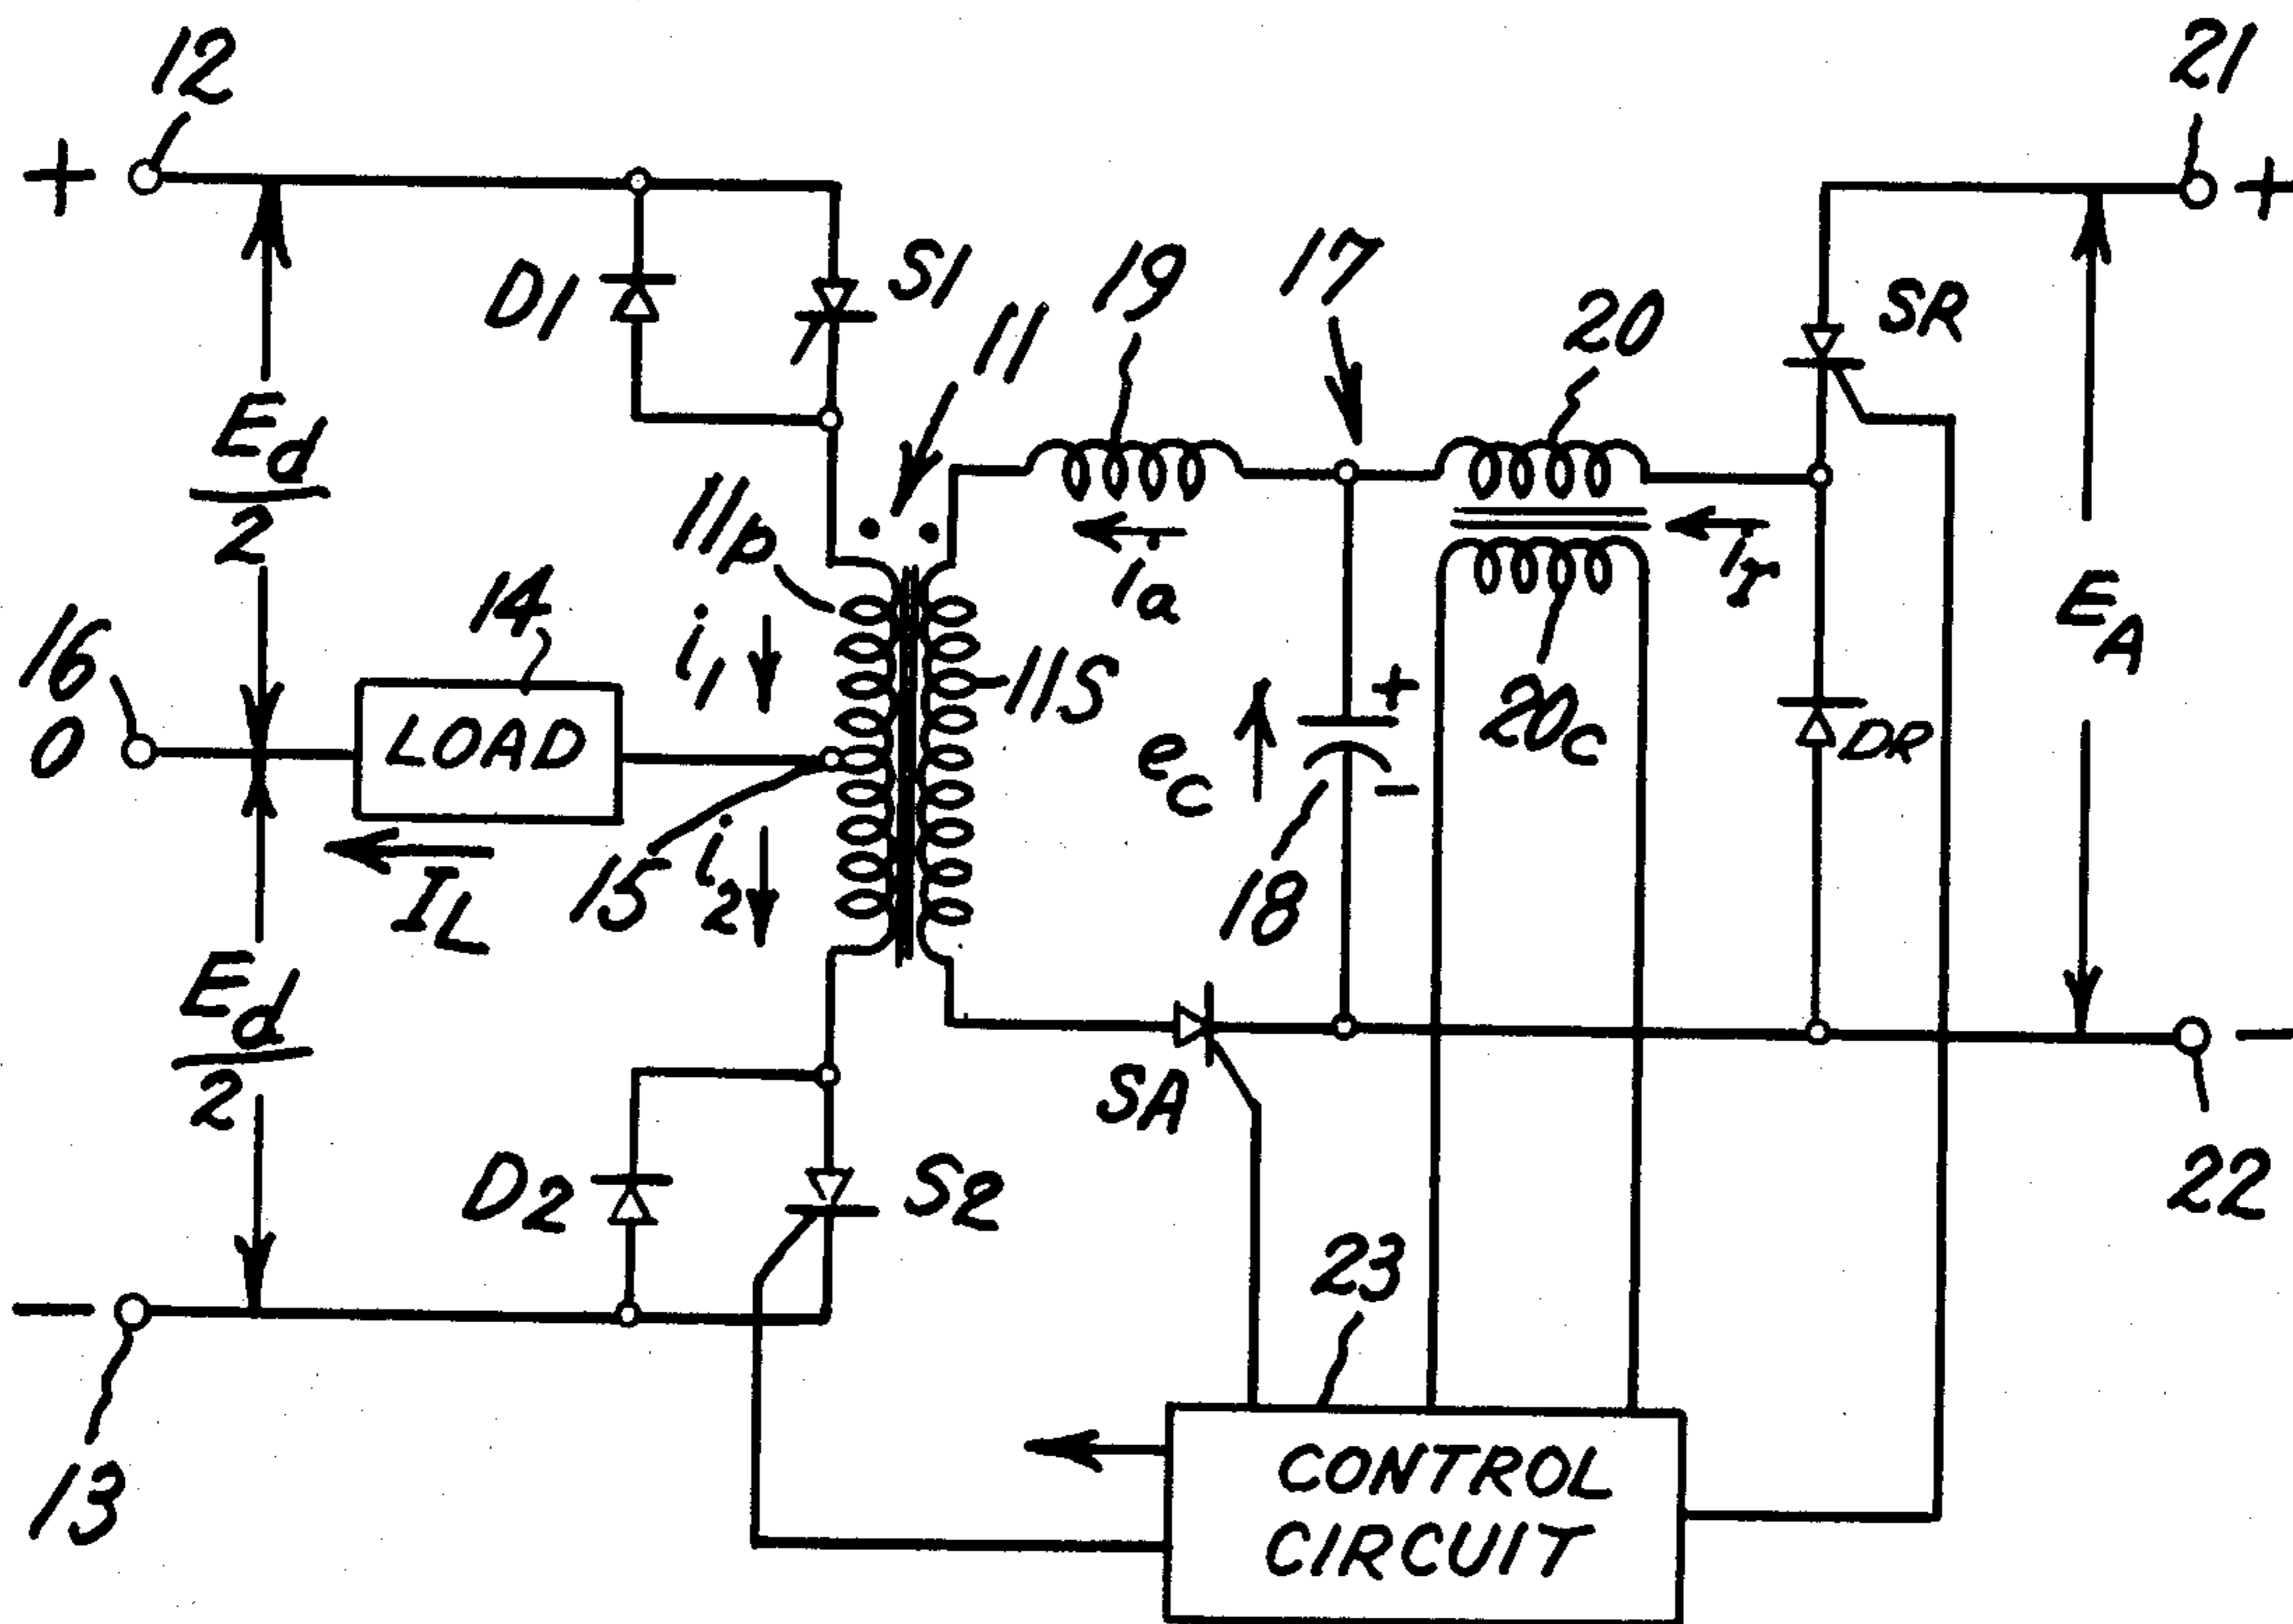 12
21
+
+
D1
S1
11
19
17
20
SR
Ed
2
11p
i1
ia
ir
EA
16
0
14
LOAD
11S
ec
+
-
20c
DR
15
i2
IL
18
Ed
2
SA
D2
S2
-
22
23
-
13
CONTROL
CIRCUIT